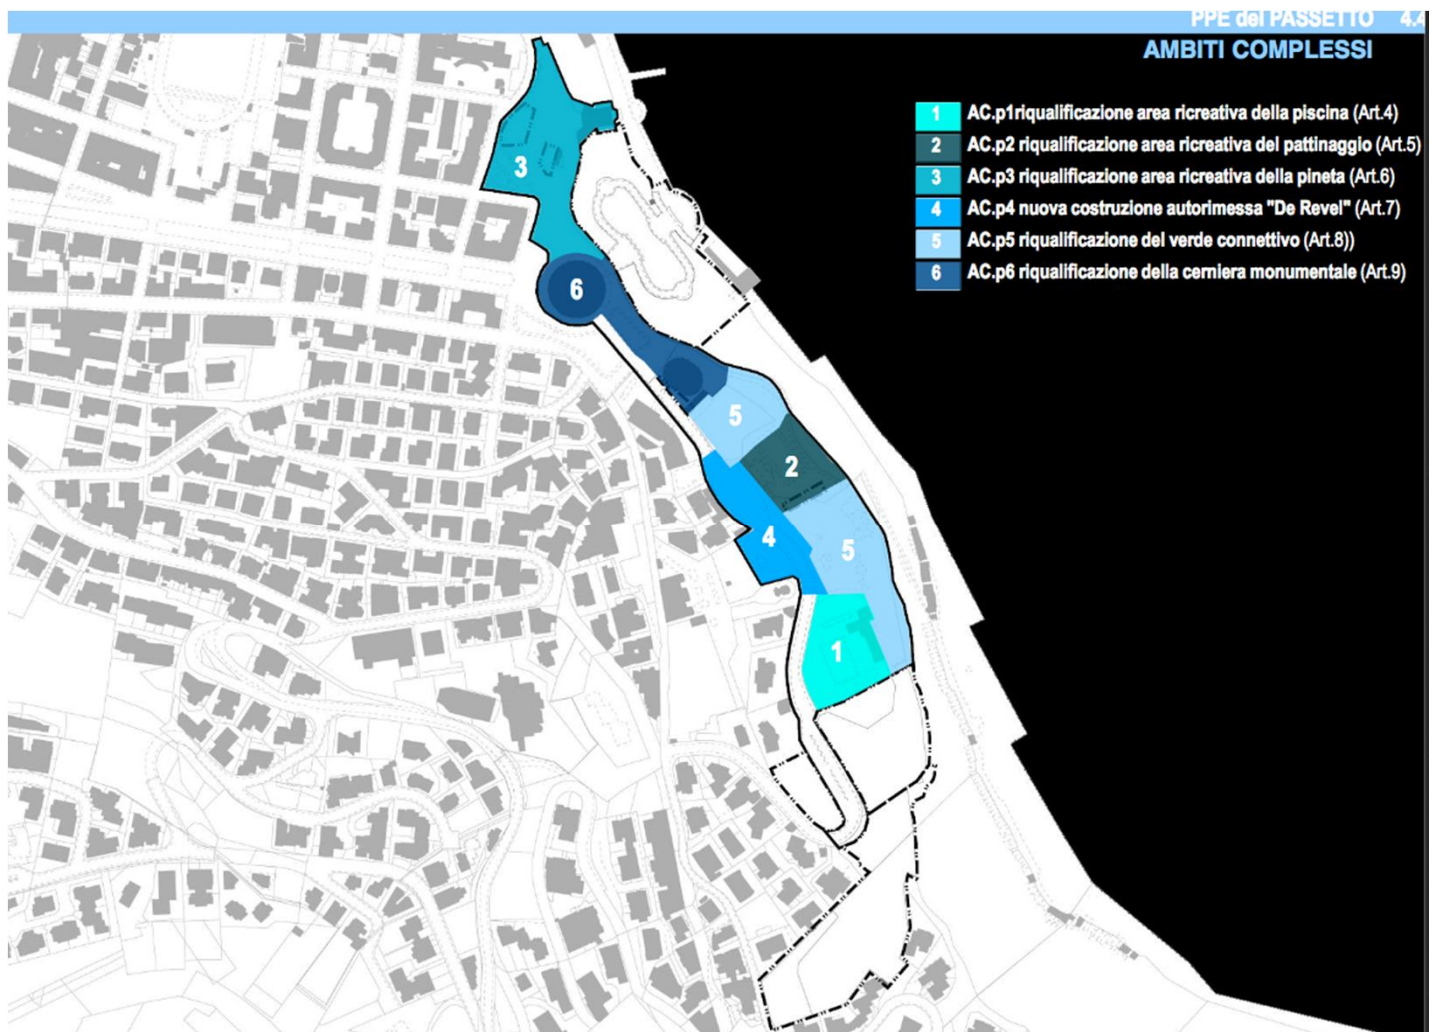 PPE del PASSETTO 4.4
AMBITI COMPLESSI
1 AC.p1riqualificazione area ricreativa della piscina (Art.4)
2 AC.p2 riqualificazione area ricreativa del pattinaggio (Art.5)
3 AC.p3 riqualificazione area ricreativa della pineta (Art.6)
4 AC.p4 nuova costruzione autorimessa "De Revel" (Art.7)
5 AC.p5 riqualificazione del verde connettivo (Art.8))
6 AC.p6 riqualificazione della cerniera monumentale (Art.9)
3
6
5
2
4
5
1